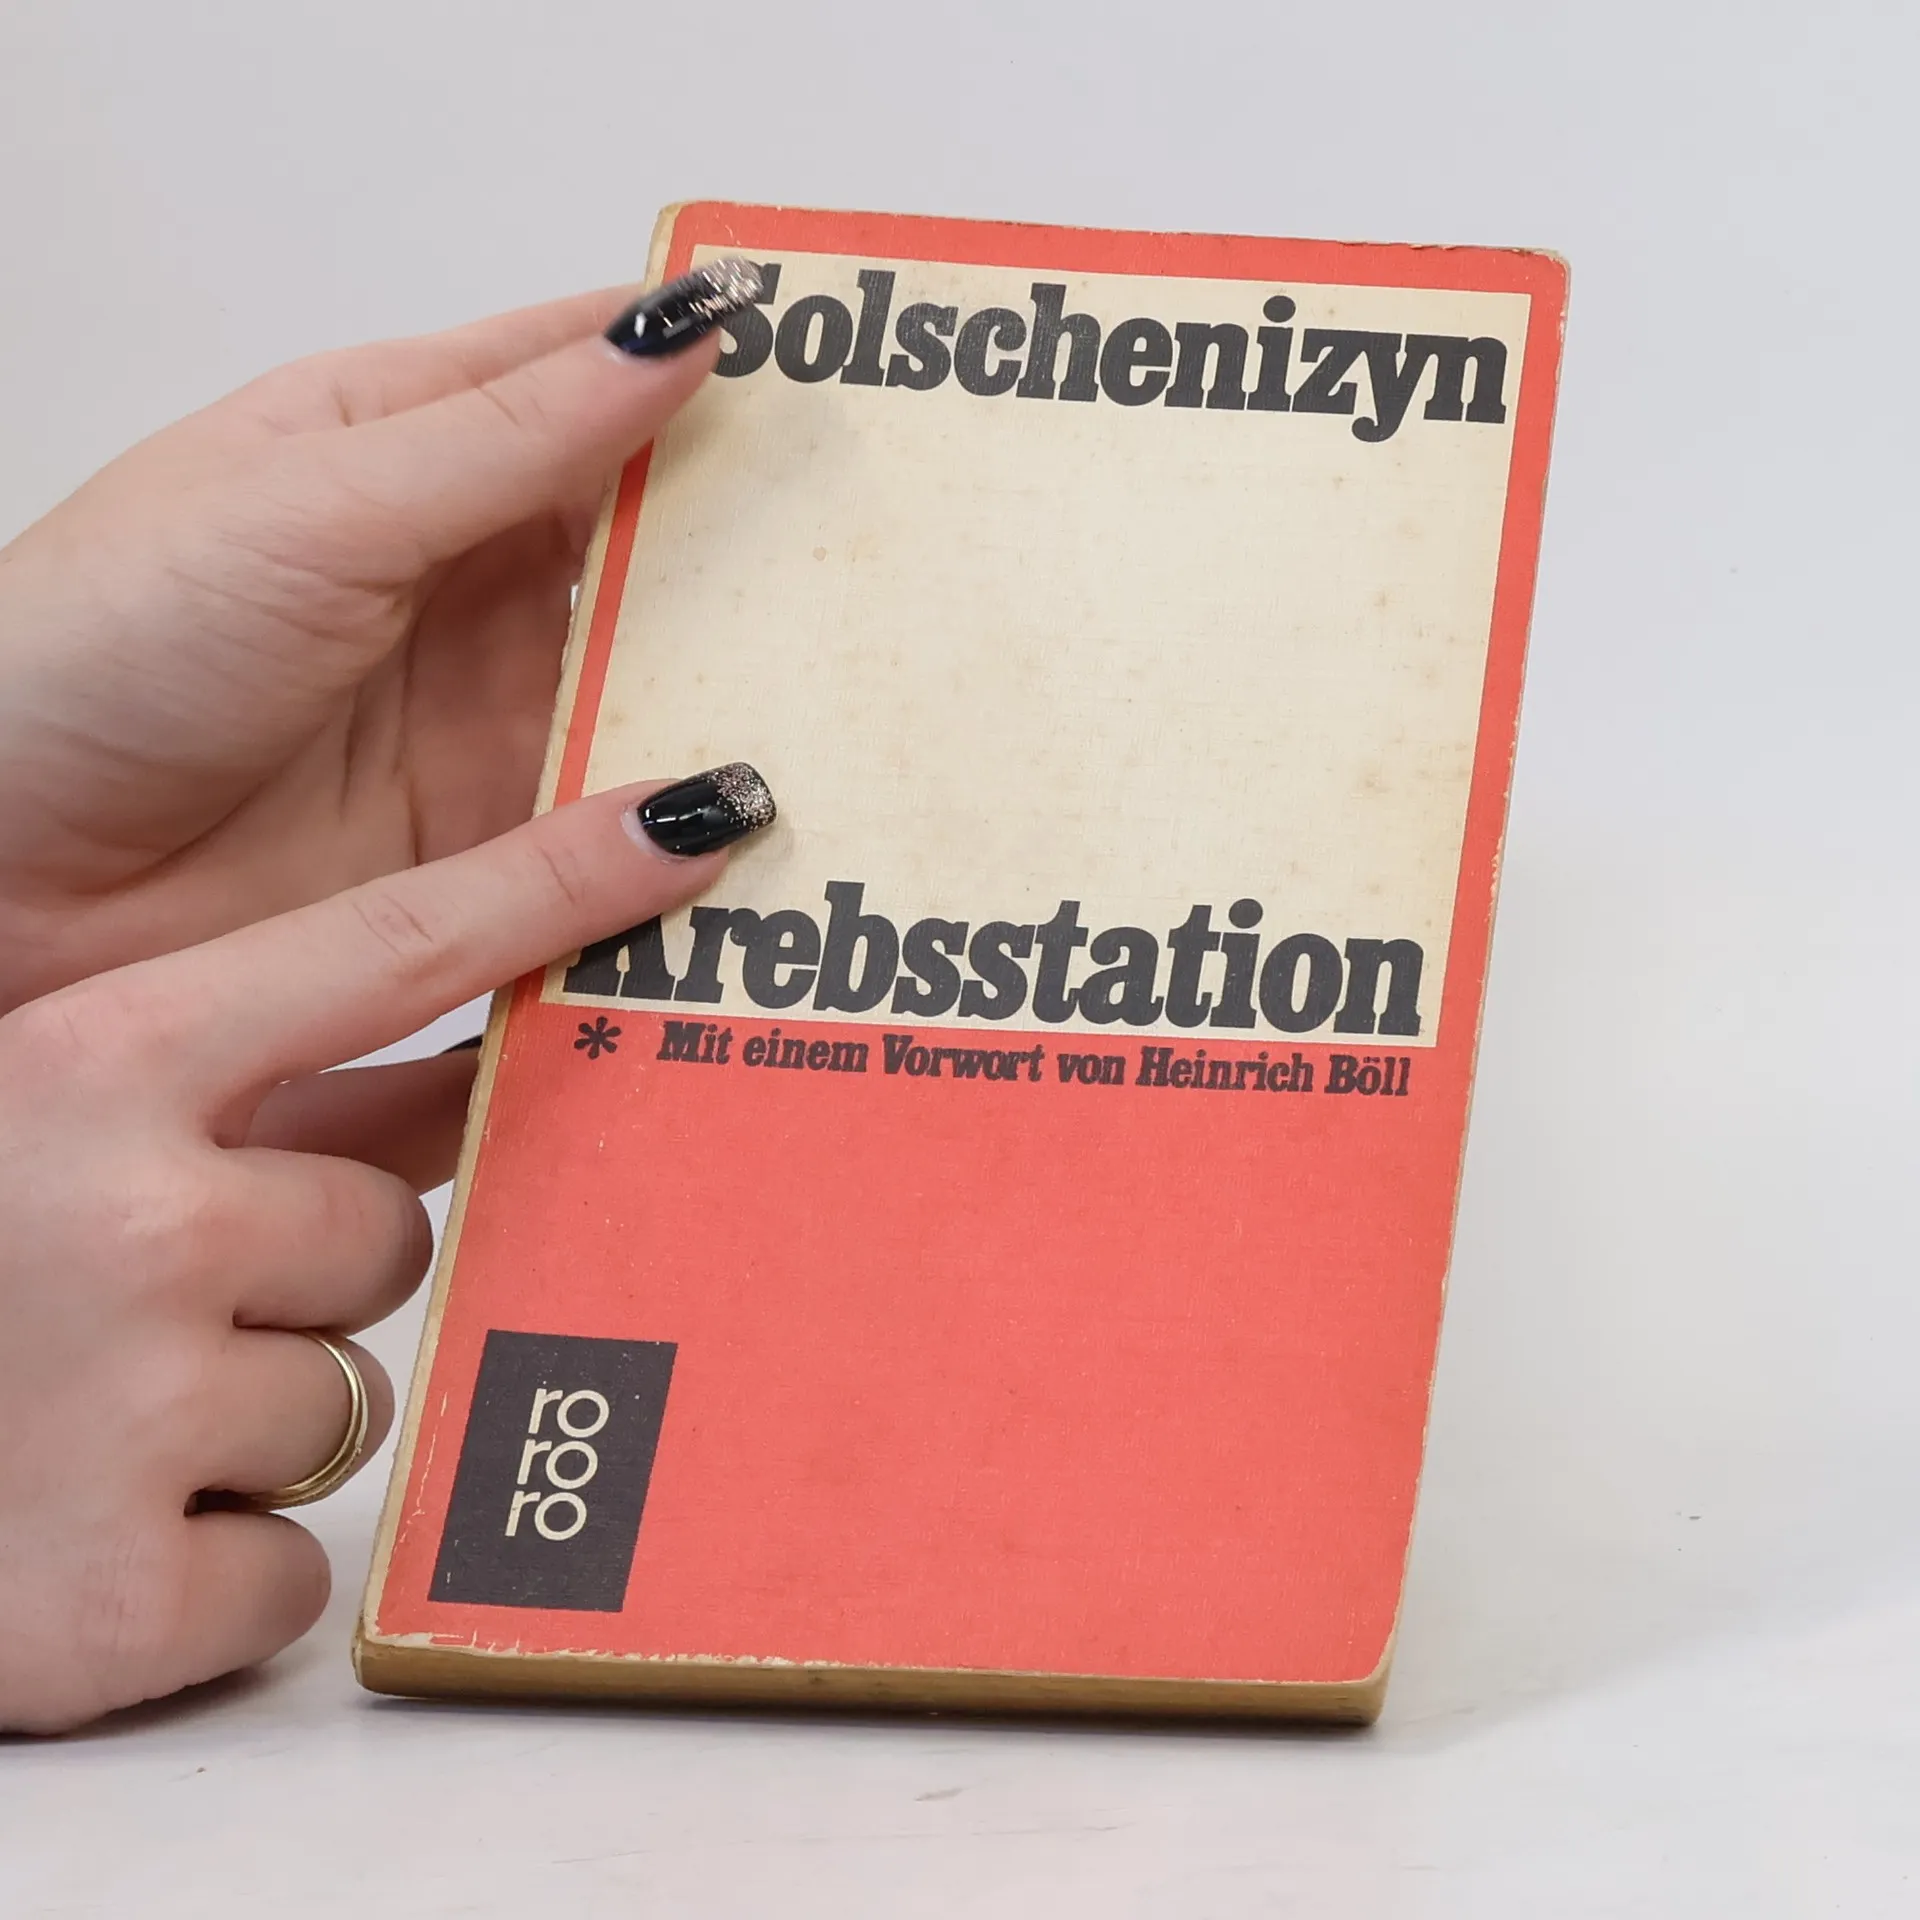 Solschenizyn
Krebsstation
* Mit einem Vorwort von Heinrich Böll
ro
ro
ro